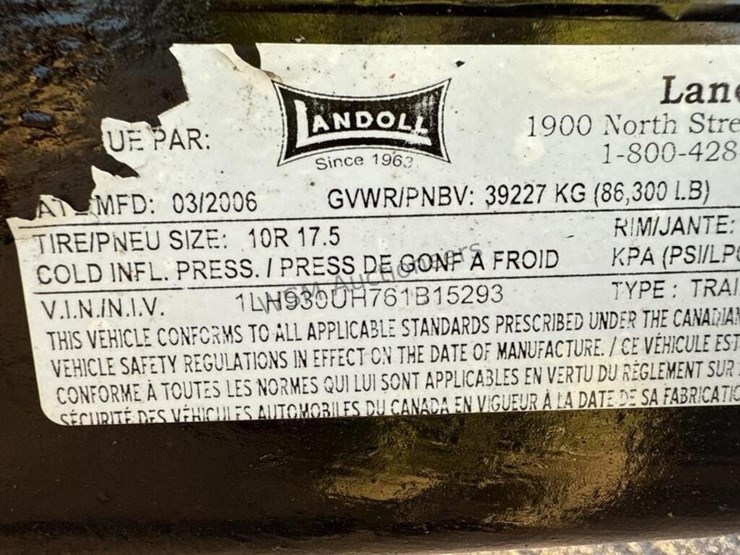 UE PAR:
LANDOLL
Since 1963
1900 North Stre
1-800-428
MFD: 03/2006
GVWR/PNBV: 39227 KG (86,300 LB)
TIRE/PNEU SIZE: 10R 17.5
RIM/JANTE:
COLD INFL. PRESS. / PRESS DE GONF A FROID
KPA (PSI/LP
WSM Auctioneers
V.I.N./N.I.V. 1LH930UH761B15293
TYPE : TRAI
THIS VEHICLE CONFORMS TO ALL APPLICABLE STANDARDS PRESCRIBED UNDER THE CANADIAN
VEHICLE SAFETY REGULATIONS IN EFFECT ON THE DATE OF MANUFACTURE. / CE VÉHICULE EST
CONFORME À TOUTES LES NORMES QUI LUI SONT APPLICABLES EN VERTU DU RÈGLEMENT SUR
SÉCURITÉ DES VÉHICULES AUTOMOBILES DU CANADA EN VIGUEUR À LA DATE DE SA FABRICATIO